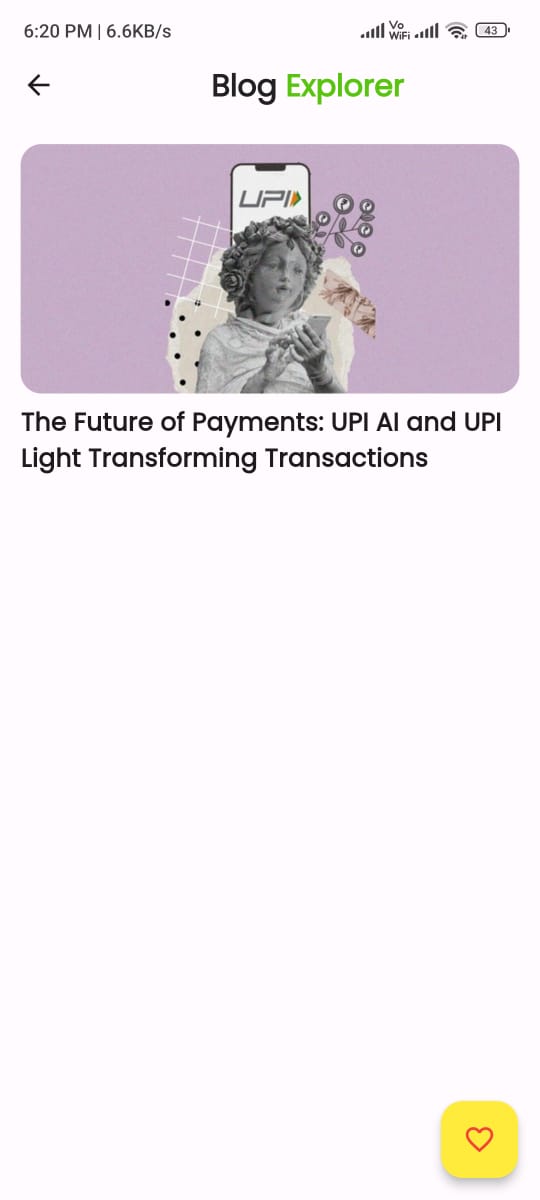 6:20 PM | 6.6KB/s Vo WiFi 43
Blog Explorer
UPI
The Future of Payments: UPI AI and UPI
Light Transforming Transactions